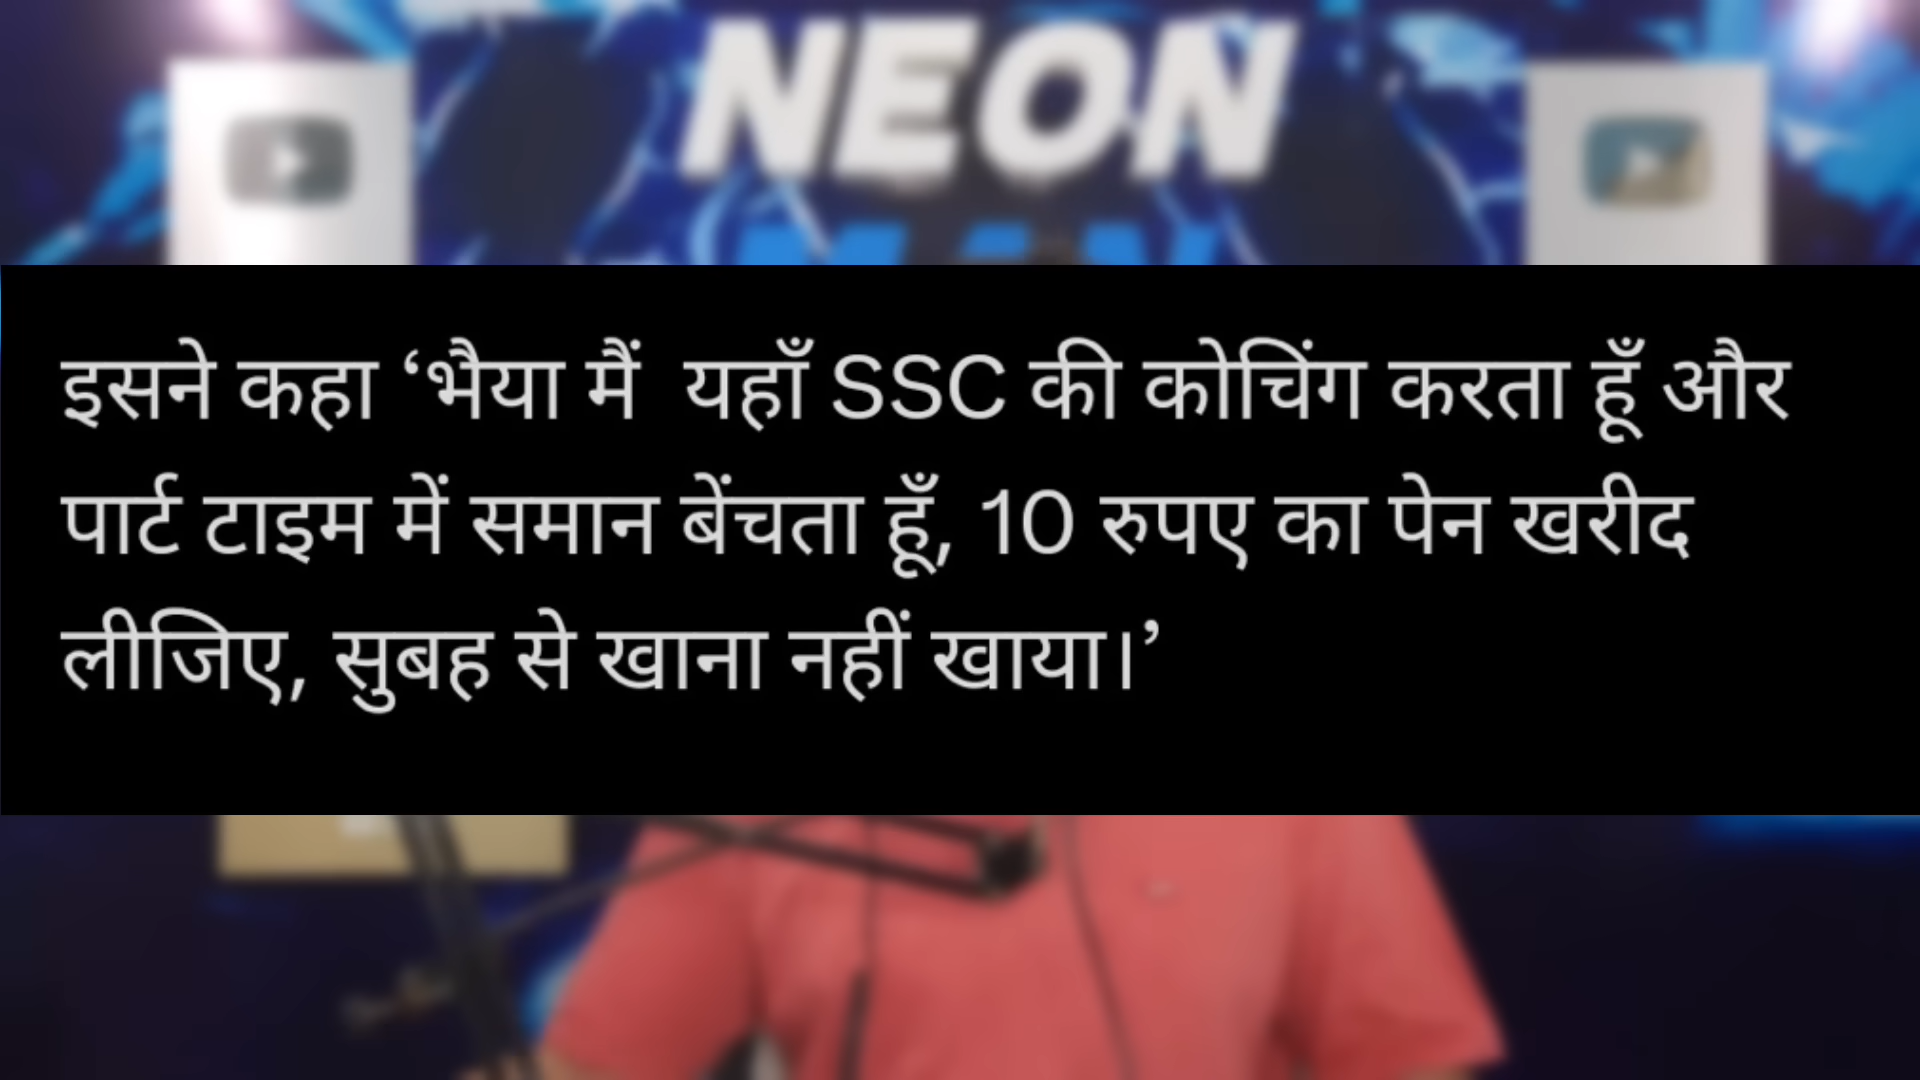 NEON
इसने कहा ‘भैया मैं  यहाँ SSC की कोचिंग करता हूँ और
पार्ट टाइम में समान बेंचता हूँ, 10 रुपए का पेन खरीद
लीजिए, सुबह से खाना नहीं खाया।’